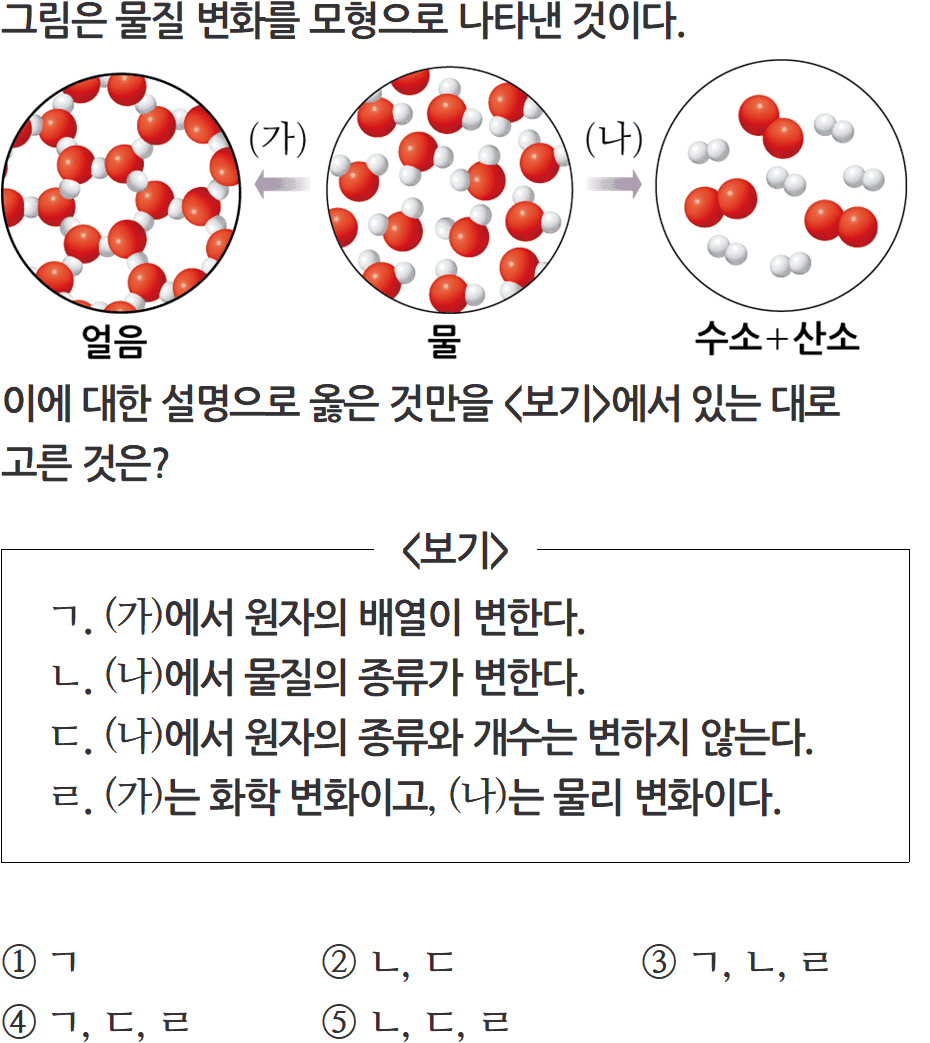 그림은 물질 변화를 모형으로 나타낸 것이다.
(가) (나)
얼음 물 수소+산소
이에 대한 설명으로 옳은 것만을 <보기>에서 있는 대로
고른 것은?
<보기>
ㄱ. (가)에서 원자의 배열이 변한다.
ㄴ. (나)에서 물질의 종류가 변한다.
ㄷ. (나)에서 원자의 종류와 개수는 변하지 않는다.
ㄹ. (가)는 화학 변화이고, (나)는 물리 변화이다.
① ㄱ ② ㄴ, ㄷ ③ ㄱ, ㄴ, ㄹ
④ ㄱ, ㄷ, ㄹ ⑤ ㄴ, ㄷ, ㄹ